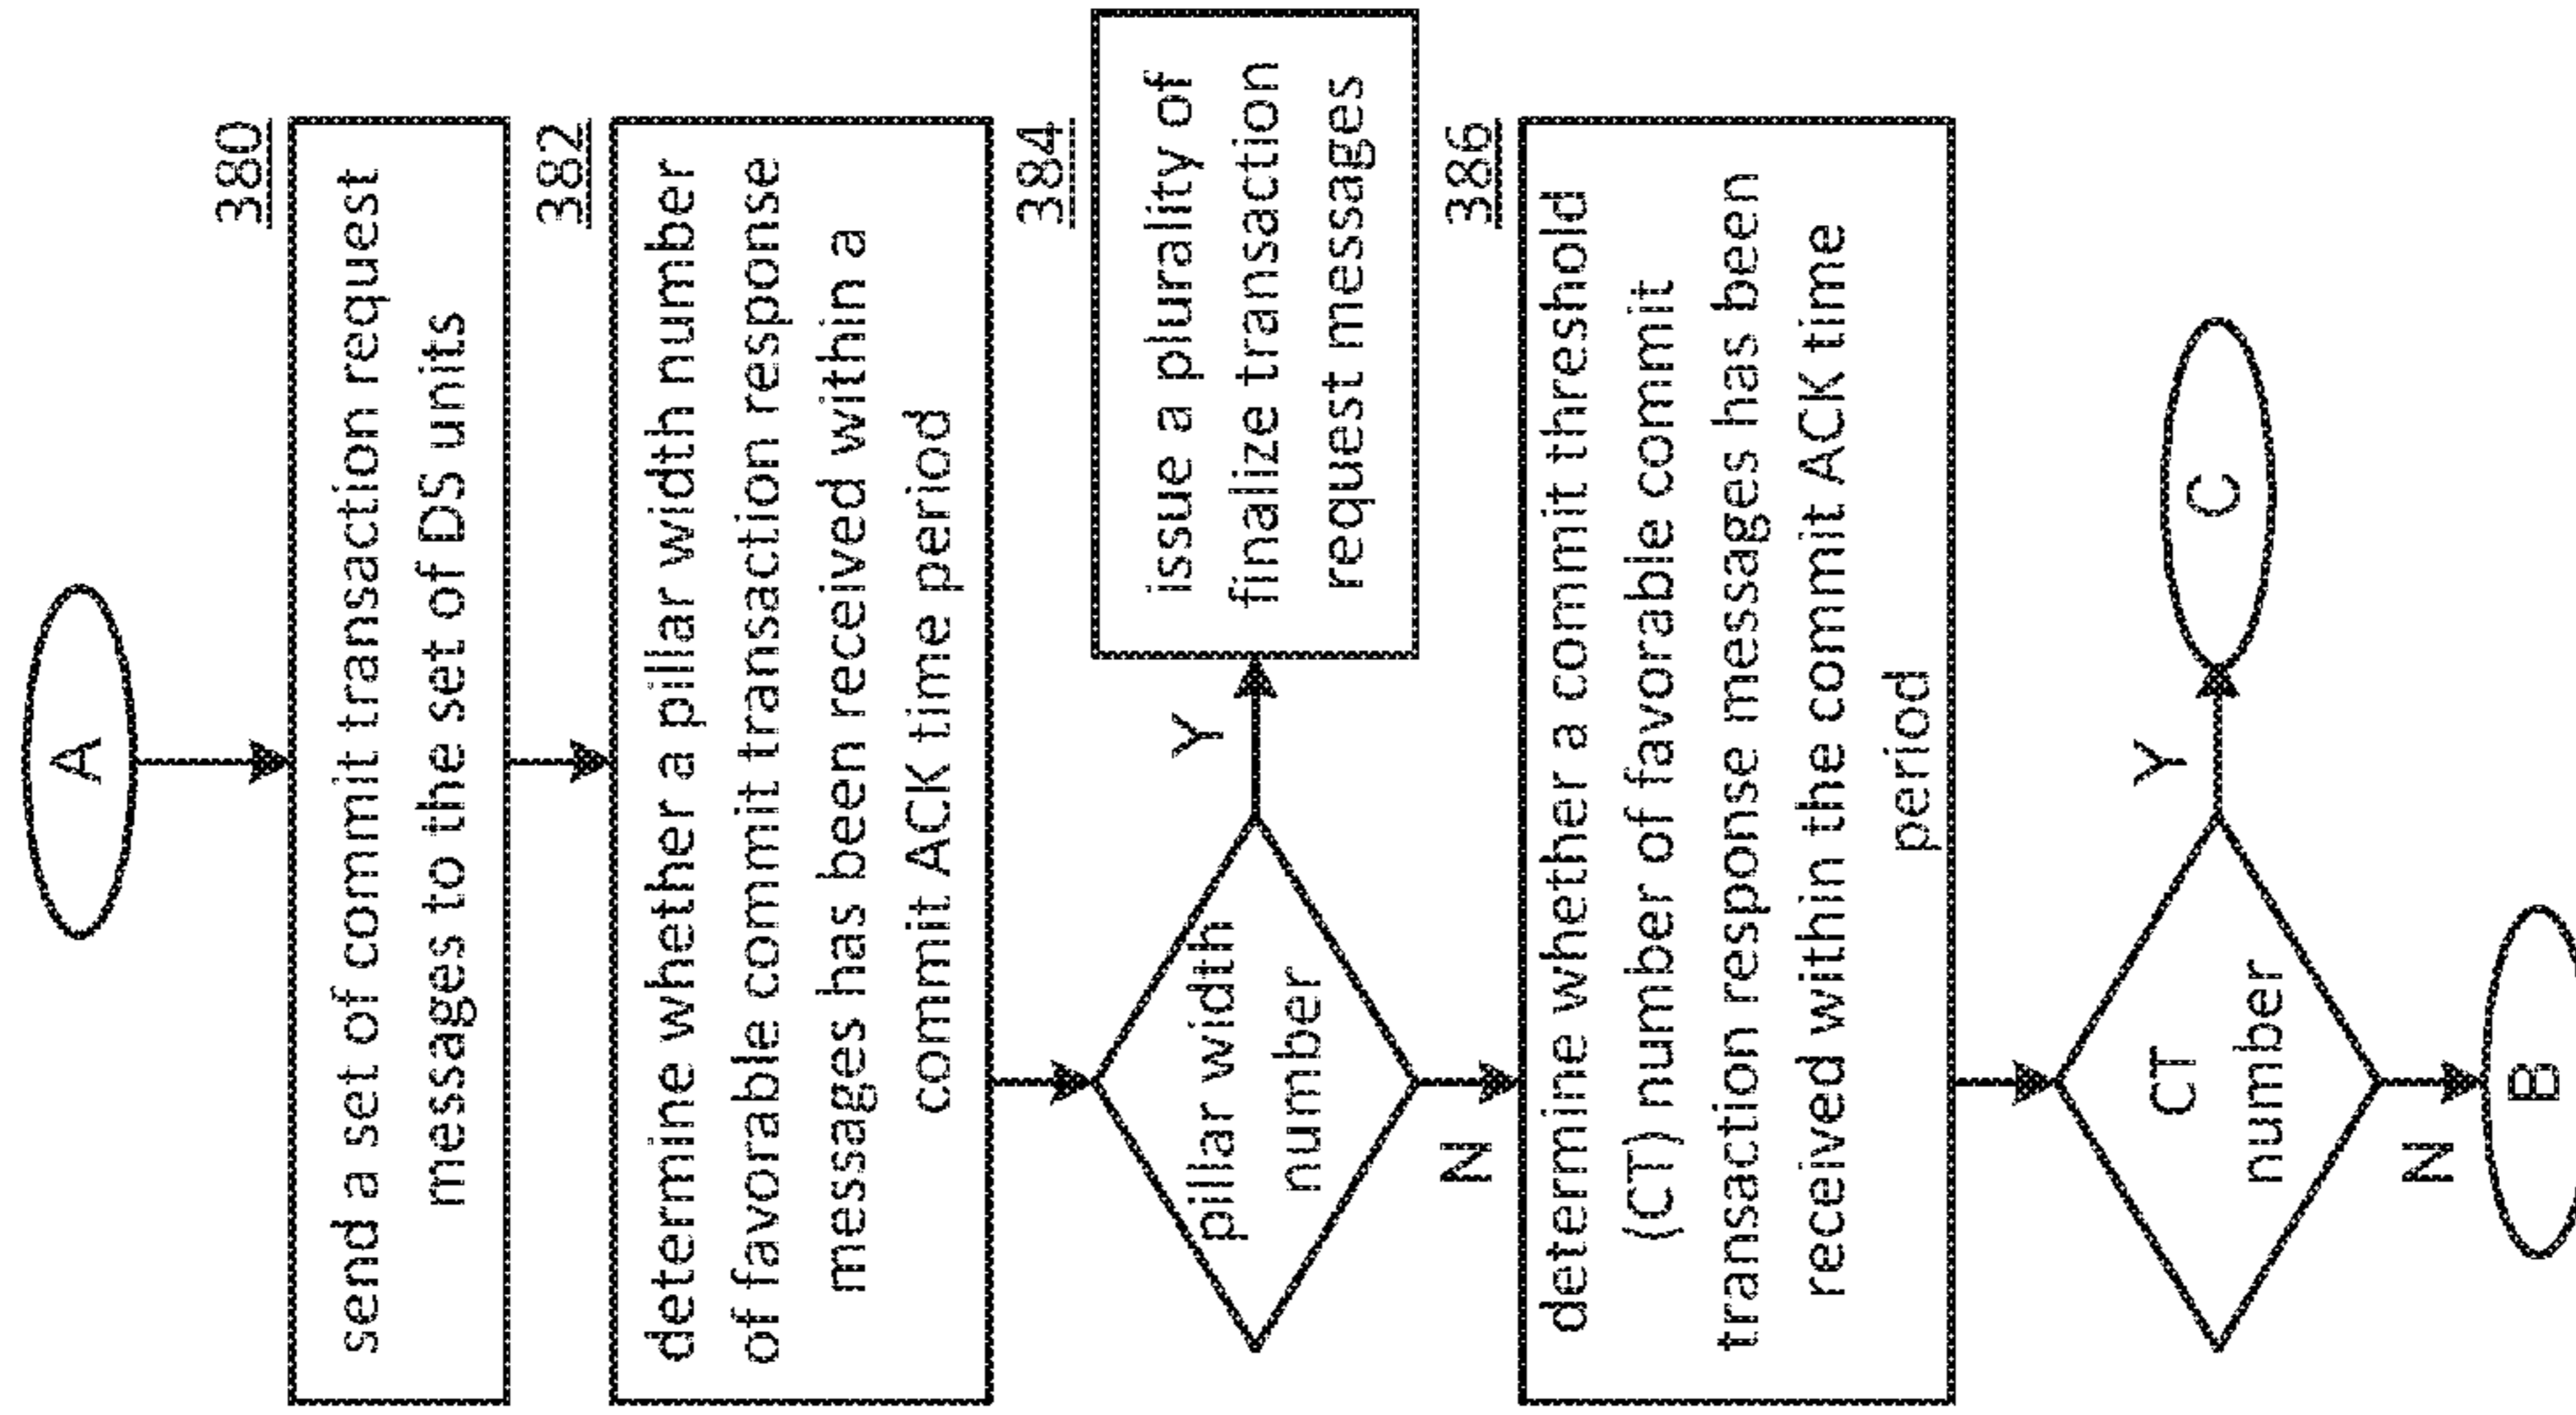 A
380
send a set of commit transaction request
messages to the set of DS units
382
determine whether a pillar width number
of favorable commit transaction response
messages has been received within a
commit ACK time period
384
pillar width
number
Y
issue a plurality of
finalize transaction
request messages
N
386
determine whether a commit threshold
(CT) number of favorable commit
transaction response messages has been
received within the commit ACK time
period
CT
number
Y
C
N
B